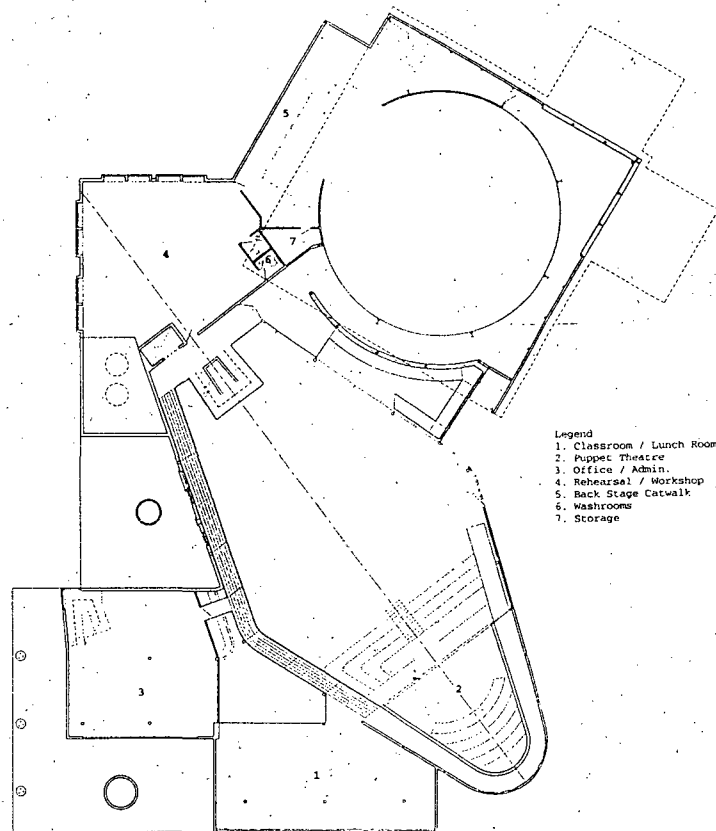 5
4
7
6
Legend
1. Classroom / Lunch Room
2. Puppet Theatre
3. Office / Admin.
4. Rehearsal / Workshop
5. Back Stage Catwalk
6. Washrooms
7. Storage
3
2
1